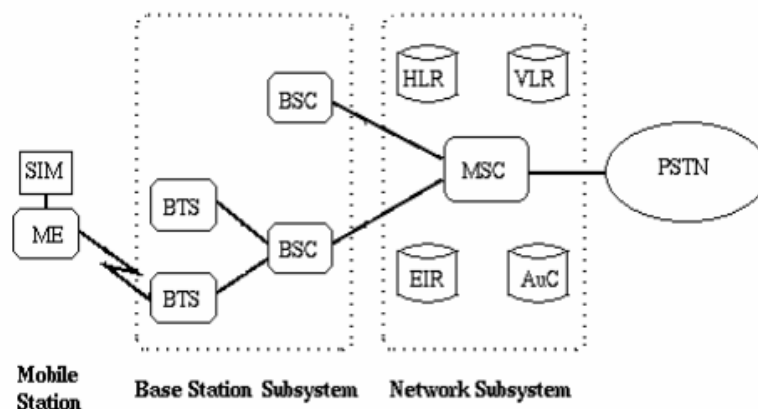 HLR
VLR
BSC
SIM
MSC
PSTN
BTS
ME
BSC
EIR
AuC
BTS
Mobile
Station
Base Station Subsystem
Network Subsystem